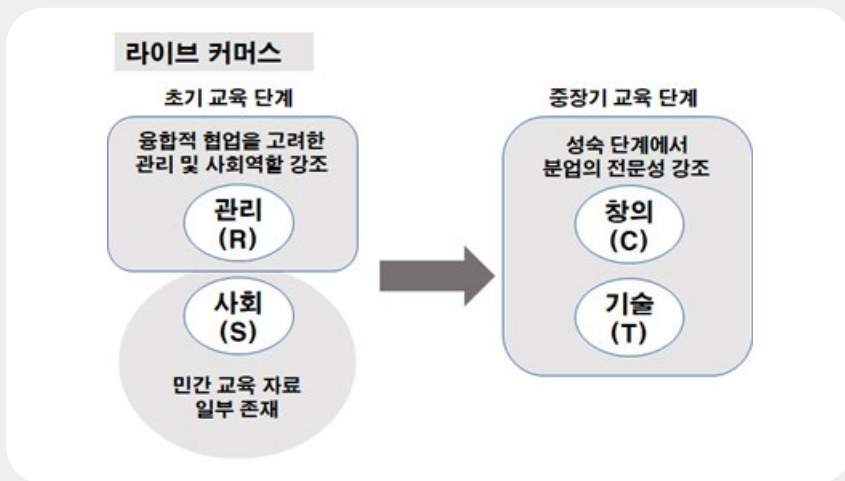 라이브 커머스
초기 교육 단계
융합적 협업을 고려한
관리 및 사회역할 강조
관리
(R)
사회
(S)
민간 교육 자료
일부 존재
중장기 교육 단계
성숙 단계에서
분업의 전문성 강조
창의
(C)
기술
(T)